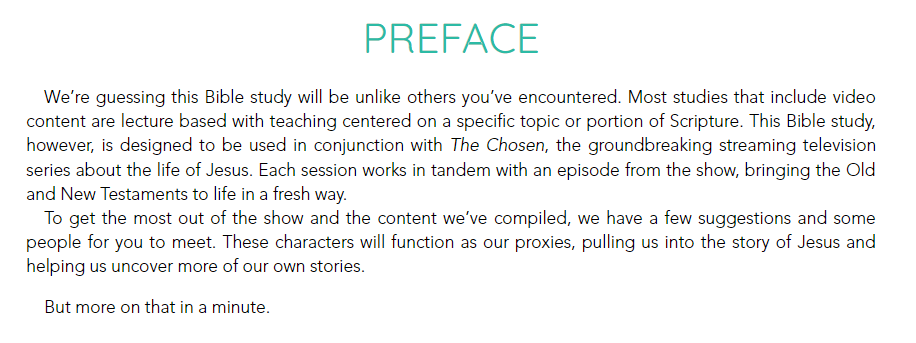 PREFACE
We’re guessing this Bible study will be unlike others you’ve encountered. Most studies that include video
content are lecture based with teaching centered on a specific topic or portion of Scripture. This Bible study,
however, is designed to be used in conjunction with The Chosen, the groundbreaking streaming television
series about the life of Jesus. Each session works in tandem with an episode from the show, bringing the Old
and New Testaments to life in a fresh way.
To get the most out of the show and the content we’ve compiled, we have a few suggestions and some
people for you to meet. These characters will function as our proxies, pulling us into the story of Jesus and
helping us uncover more of our own stories.
But more on that in a minute.